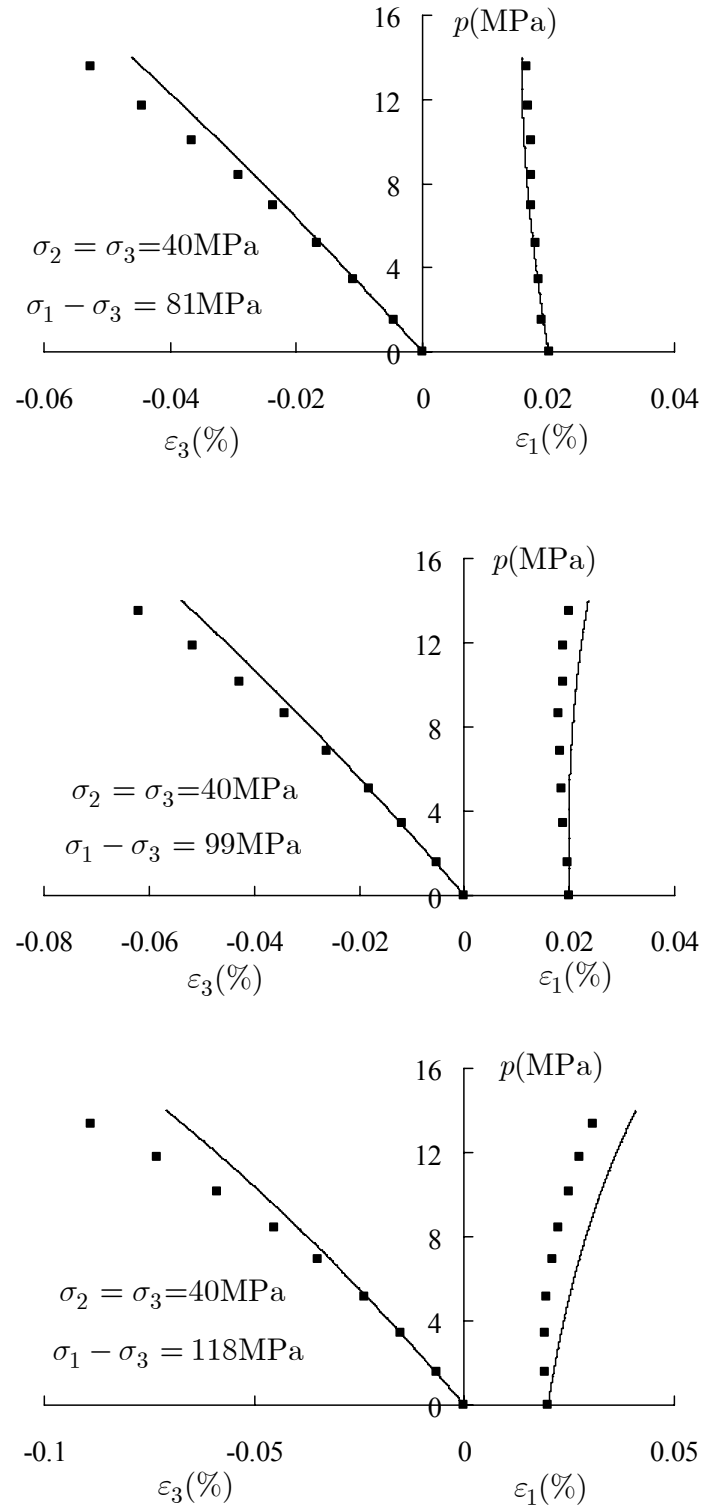 16
p(MPa)
12
8
σ₂ = σ₃=40MPa
4
σ₁ − σ₃ = 81MPa
0
-0.06 -0.04 -0.02 0 0.02 0.04
ε₃(%) ε₁(%)
16
p(MPa)
12
8
σ₂ = σ₃=40MPa
4
σ₁ − σ₃ = 99MPa
0
-0.08 -0.06 -0.04 -0.02 0 0.02 0.04
ε₃(%) ε₁(%)
16
p(MPa)
12
8
σ₂ = σ₃=40MPa
4
σ₁ − σ₃ = 118MPa
0
-0.1 -0.05 0 0.05
ε₃(%) ε₁(%)